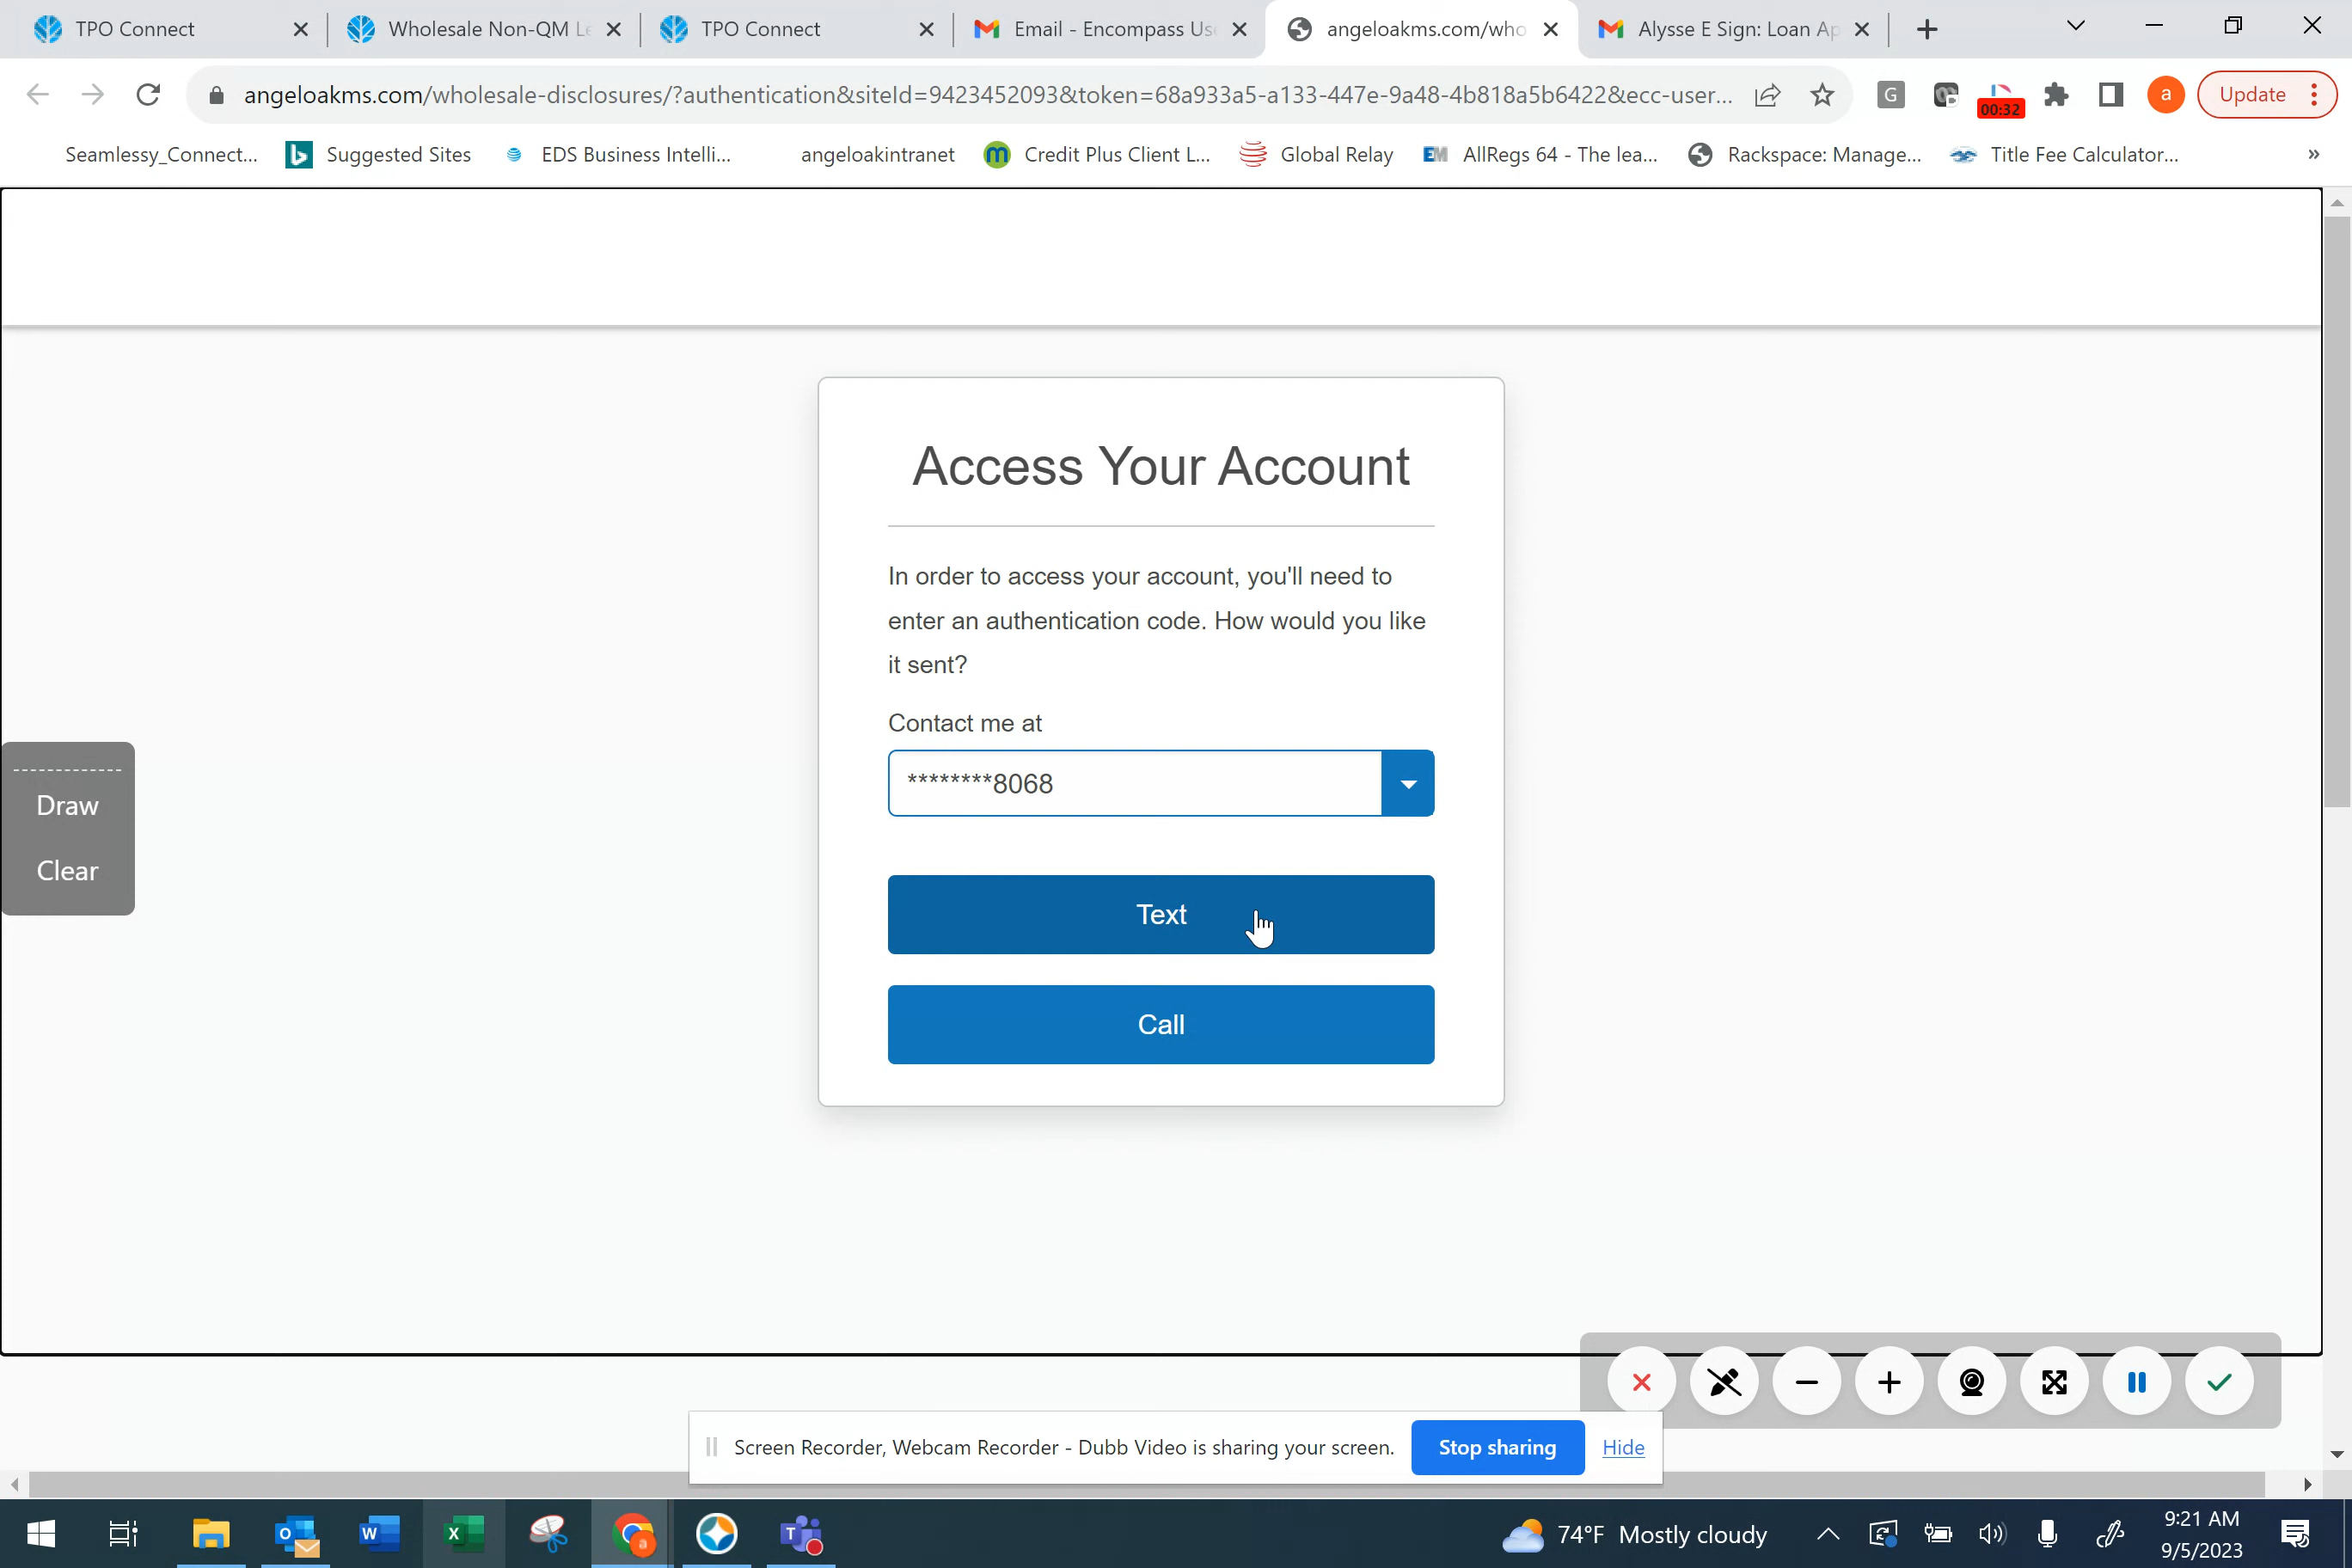 TPO Connect
Wholesale Non-QM Le
TPO Connect
Email - Encompass Us
angeloakms.com/who
Alysse E Sign: Loan Ap
angeloakms.com/wholesale-disclosures/?authentication&siteId=9423452093&token=68a933a5-a133-447e-9a48-4b818a5b6422&ecc-user...
G
00:32
a
Update
Seamlessy_Connect...
Suggested Sites
EDS Business Intelli...
angeloakintranet
Credit Plus Client L...
Global Relay
EM AllRegs 64 - The lea...
Rackspace: Manage...
Title Fee Calculator...
»
Access Your Account
In order to access your account, you'll need to
enter an authentication code. How would you like
it sent?
Contact me at
********8068
Draw
Clear
Text
Call
Screen Recorder, Webcam Recorder - Dubb Video is sharing your screen.
Stop sharing
Hide
74°F Mostly cloudy
9:21 AM
9/5/2023